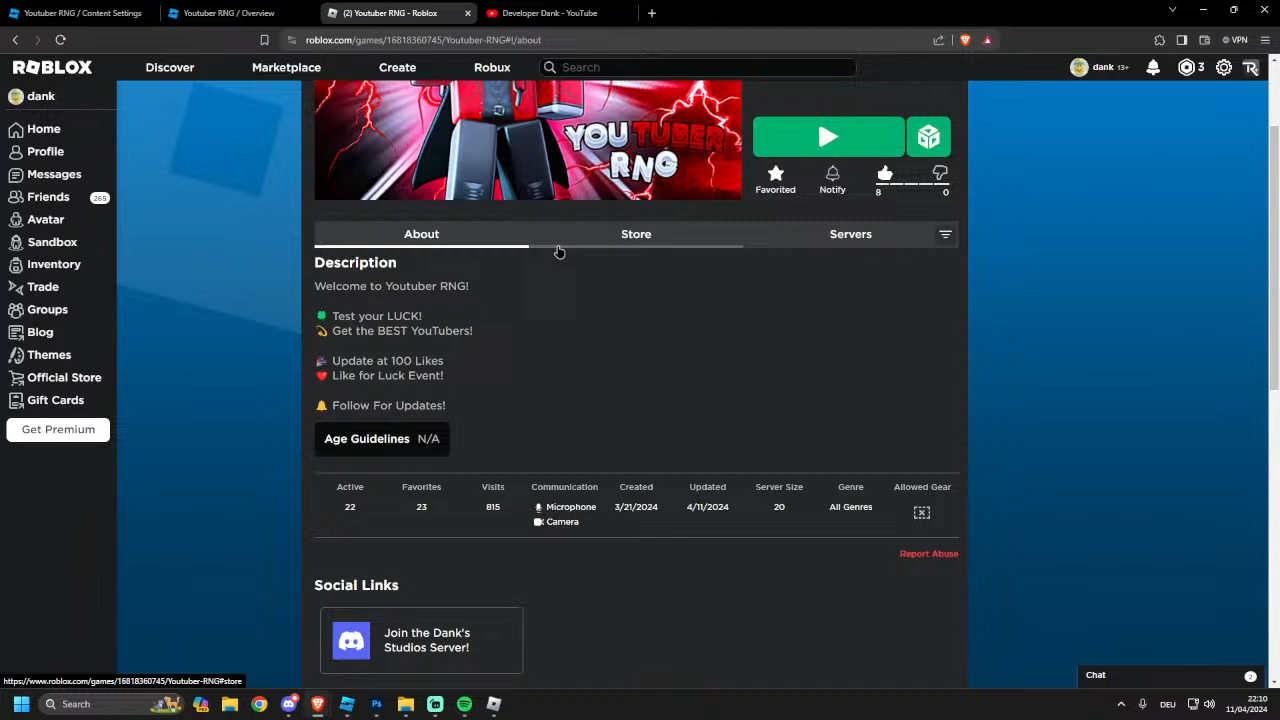 Youtuber RNG / Content Settings
Youtuber RNG / Overview
(2) Youtuber RNG - Roblox
Developer Dank - YouTube
roblox.com/games/16818360745/Youtuber-RNG#!/about
VPN
ROBLOX
Discover
Marketplace
Create
Robux
Search
dank 13+
3
dank
Home
Profile
Messages
Friends
265
Avatar
Sandbox
Inventory
Trade
Groups
Blog
Themes
Official Store
Gift Cards
Get Premium
YOUTUBER
RNG
Favorited
Notify
8
0
About
Store
Servers
Description
Welcome to Youtuber RNG!
🍀 Test your LUCK!
💫 Get the BEST YouTubers!
🎉 Update at 100 Likes
❤️ Like for Luck Event!
🔔 Follow For Updates!
Age Guidelines N/A
Active
Favorites
Visits
Communication
Created
Updated
Server Size
Genre
Allowed Gear
22
23
815
Microphone
Camera
3/21/2024
4/11/2024
20
All Genres
Report Abuse
Social Links
Join the Dank's
Studios Server!
https://www.roblox.com/games/16818360745/Youtuber-RNG#store
Chat
2
Search
DEU
22:10
11/04/2024